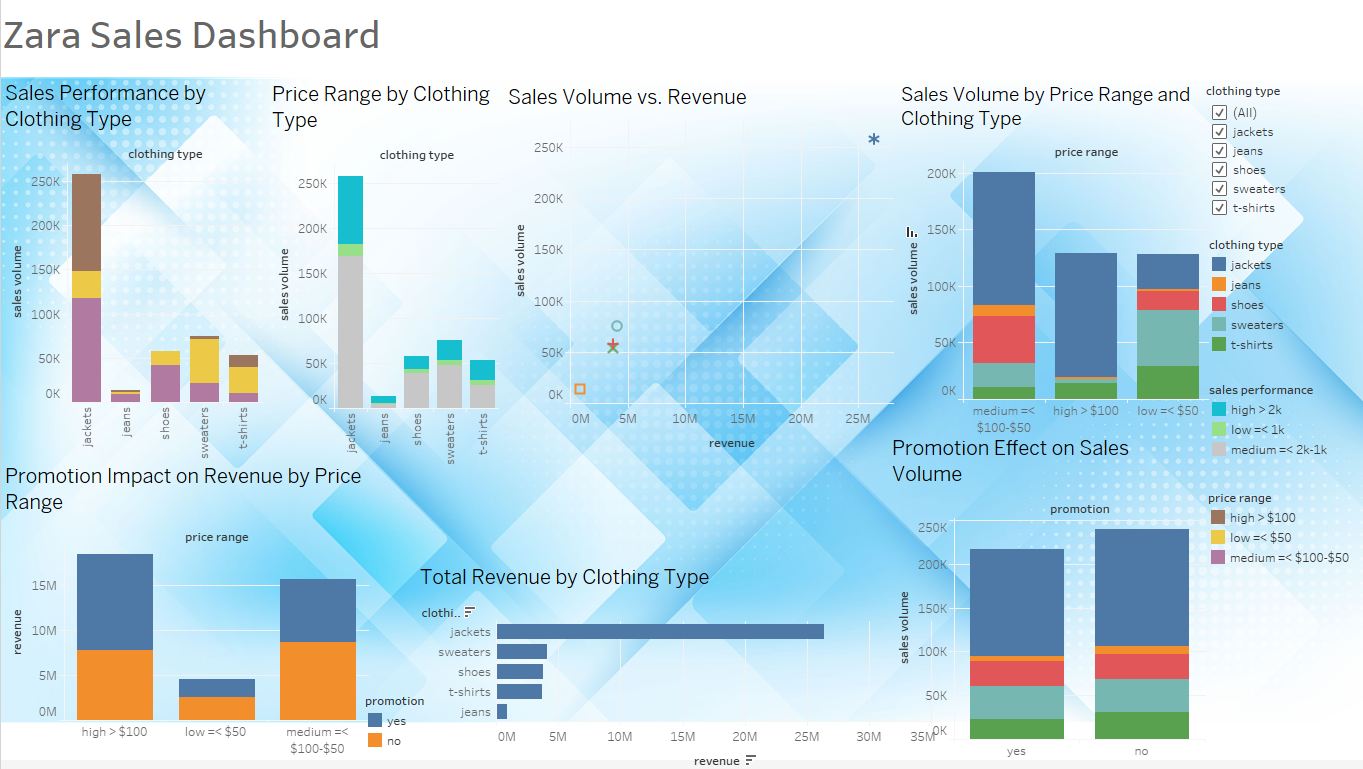 Zara Sales Dashboard
Sales Performance by
Clothing Type
clothing type
sales volume
250K
200K
150K
100K
50K
0K
jackets
jeans
shoes
sweaters
t-shirts
Price Range by Clothing
Type
clothing type
sales volume
250K
200K
150K
100K
50K
0K
jackets
jeans
shoes
sweaters
t-shirts
Sales Volume vs. Revenue
sales volume
250K
200K
150K
100K
50K
0K
0M 5M 10M 15M 20M 25M
revenue
Sales Volume by Price Range and
Clothing Type
price range
sales volume
200K
150K
100K
50K
0K
medium =<
$100-$50
high > $100
low =< $50
clothing type
(All)
jackets
jeans
shoes
sweaters
t-shirts
clothing type
jackets
jeans
shoes
sweaters
t-shirts
sales performance
high > 2k
low =< 1k
medium =< 2k-1k
price range
high > $100
low =< $50
medium =< $100-$50
Promotion Impact on Revenue by Price
Range
price range
revenue
15M
10M
5M
0M
high > $100
low =< $50
medium =<
$100-$50
promotion
yes
no
Total Revenue by Clothing Type
clothi..
jackets
sweaters
shoes
t-shirts
jeans
0M 5M 10M 15M 20M 25M 30M 35M
revenue
Promotion Effect on Sales
Volume
promotion
sales volume
250K
200K
150K
100K
50K
0K
yes
no